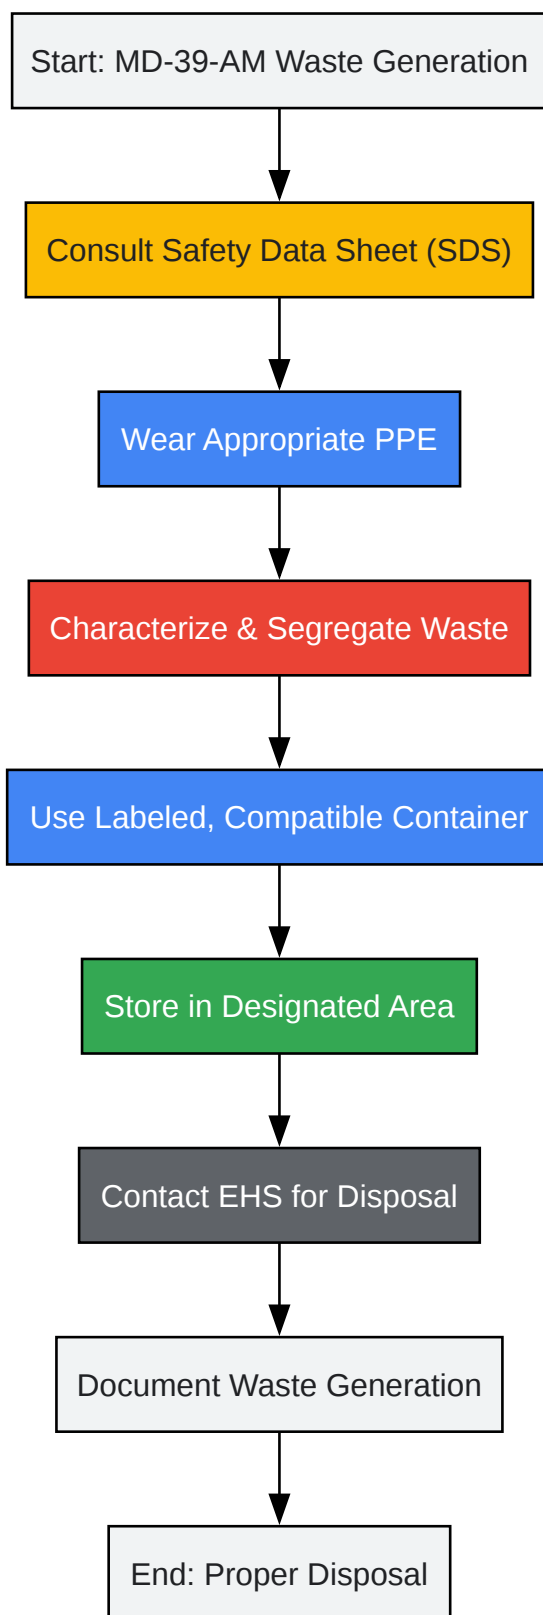 Start: MD-39-AM Waste Generation
Consult Safety Data Sheet (SDS)
Wear Appropriate PPE
Characterize & Segregate Waste
Use Labeled, Compatible Container
Store in Designated Area
Contact EHS for Disposal
Document Waste Generation
End: Proper Disposal